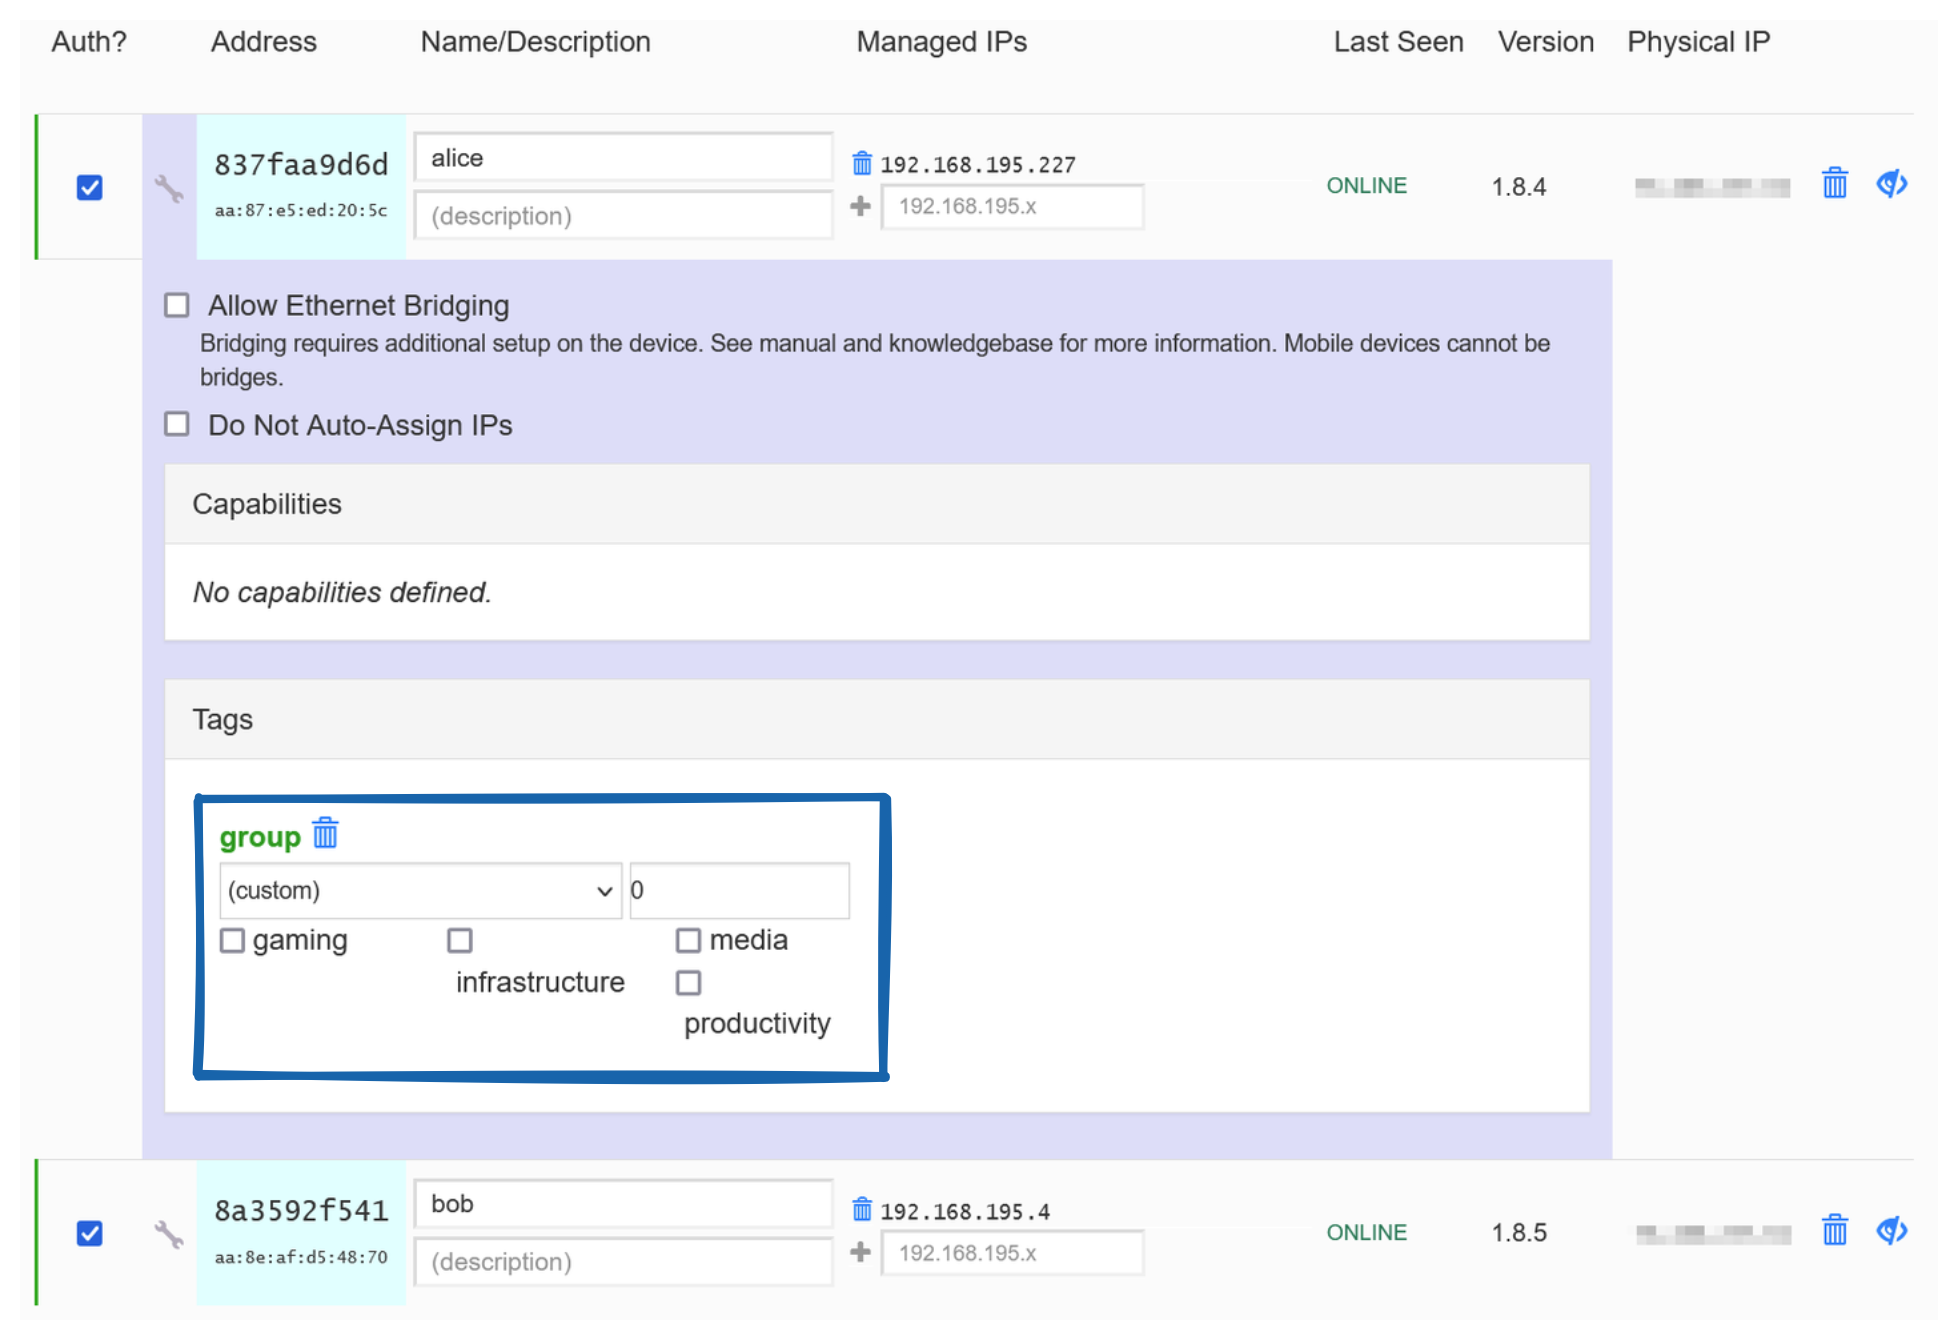 Auth? Address Name/Description Managed IPs Last Seen Version Physical IP
837faa9d6d alice 192.168.195.227 ONLINE 1.8.4
aa:87:e5:ed:20:5c (description) 192.168.195.x
Allow Ethernet Bridging
Bridging requires additional setup on the device. See manual and knowledgebase for more information. Mobile devices cannot be
bridges.
Do Not Auto-Assign IPs
Capabilities
No capabilities defined.
Tags
group
(custom) 0
gaming media
infrastructure
productivity
8a3592f541 bob 192.168.195.4 ONLINE 1.8.5
aa:8e:af:d5:48:70 (description) 192.168.195.x